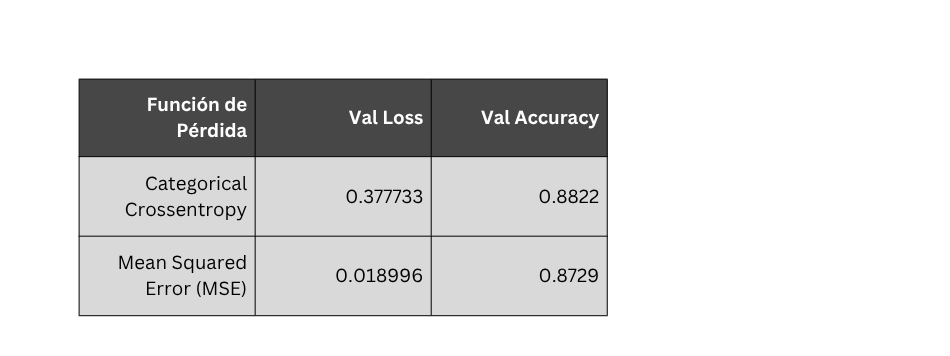 Función de
Pérdida
Val Loss
Val Accuracy
Categorical
Crossentropy
0.377733
0.8822
Mean Squared
Error (MSE)
0.018996
0.8729